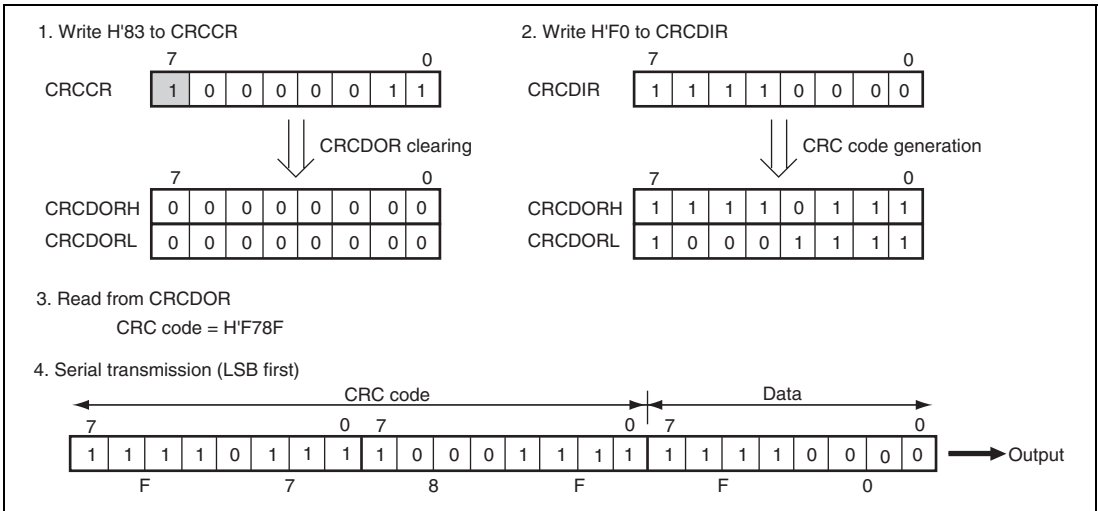 1. Write H'83 to CRCCR
7 0
CRCCR 1 0 0 0 0 0 1 1
CRCDOR clearing
7 0
CRCDORH 0 0 0 0 0 0 0 0
CRCDORL 0 0 0 0 0 0 0 0
2. Write H'F0 to CRCDIR
7 0
CRCDIR 1 1 1 1 0 0 0 0
CRC code generation
7 0
CRCDORH 1 1 1 1 0 1 1 1
CRCDORL 1 0 0 0 1 1 1 1
3. Read from CRCDOR
CRC code = H'F78F
4. Serial transmission (LSB first)
CRC code Data
7 0 7 0 7 0
1 1 1 1 0 1 1 1 1 0 0 0 1 1 1 1 1 1 1 1 0 0 0 0 Output
F 7 8 F F 0